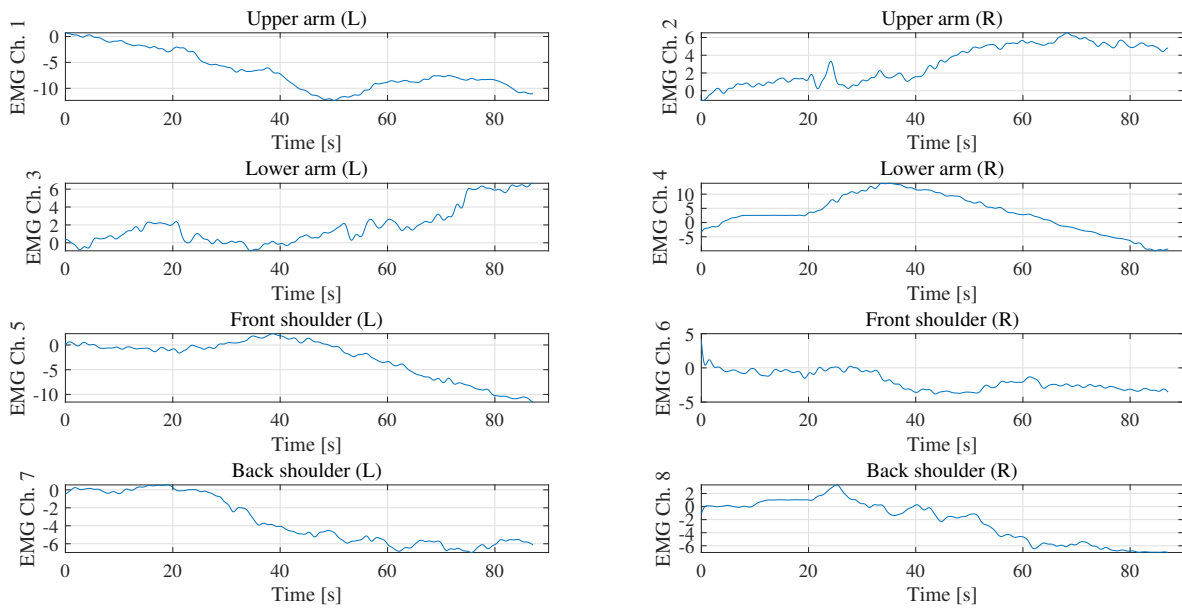 Upper arm (L)
EMG Ch. 1
0
-5
-10
0 20 40 60 80
Time [s]
Upper arm (R)
EMG Ch. 2
6
4
2
0
0 20 40 60 80
Time [s]
Lower arm (L)
EMG Ch. 3
6
4
2
0
0 20 40 60 80
Time [s]
Lower arm (R)
EMG Ch. 4
10
5
0
-5
0 20 40 60 80
Time [s]
Front shoulder (L)
EMG Ch. 5
0
-5
-10
0 20 40 60 80
Time [s]
Front shoulder (R)
EMG Ch. 6
5
0
-5
0 20 40 60 80
Time [s]
Back shoulder (L)
EMG Ch. 7
0
-2
-4
-6
0 20 40 60 80
Time [s]
Back shoulder (R)
EMG Ch. 8
2
0
-2
-4
-6
0 20 40 60 80
Time [s]